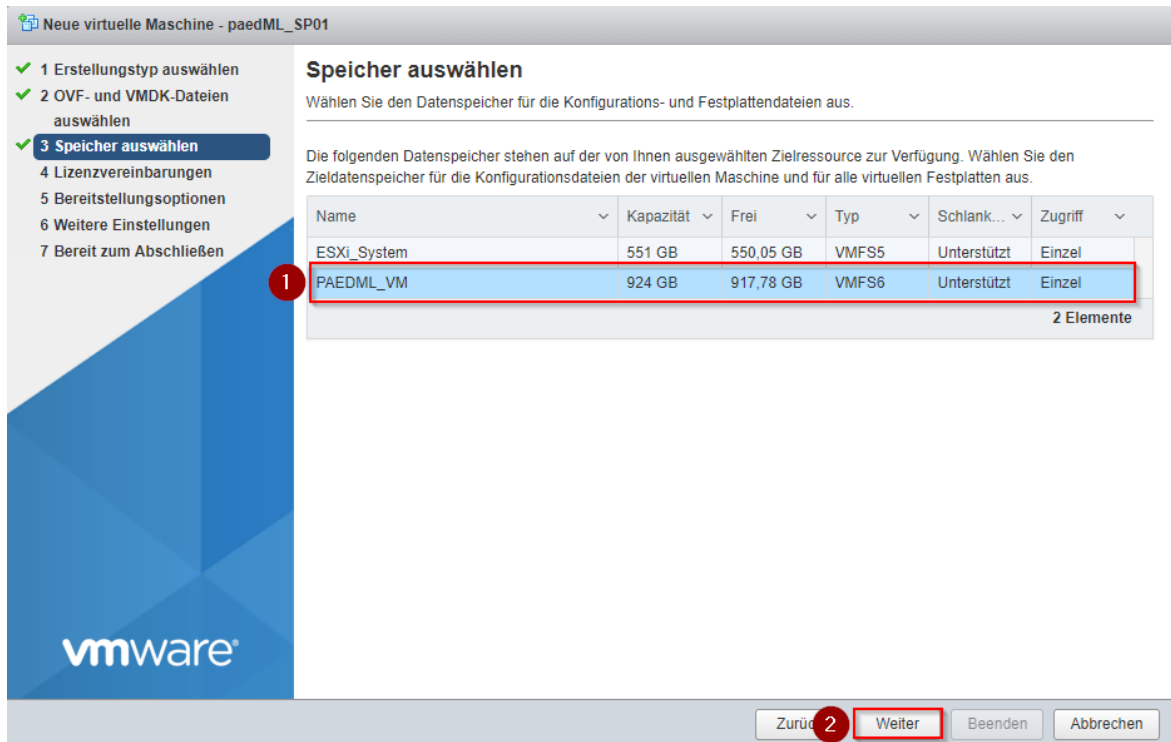 Neue virtuelle Maschine - paedML_SP01
1 Erstellungstyp auswählen
2 OVF- und VMDK-Dateien
auswählen
3 Speicher auswählen
4 Lizenzvereinbarungen
5 Bereitstellungsoptionen
6 Weitere Einstellungen
7 Bereit zum Abschließen
vmware®
Speicher auswählen
Wählen Sie den Datenspeicher für die Konfigurations- und Festplattendateien aus.
Die folgenden Datenspeicher stehen auf der von Ihnen ausgewählten Zielressource zur Verfügung. Wählen Sie den
Zieldatenspeicher für die Konfigurationsdateien der virtuellen Maschine und für alle virtuellen Festplatten aus.
Name Kapazität Frei Typ Schlank... Zugriff
ESXi_System 551 GB 550,05 GB VMFS5 Unterstützt Einzel
1 PAEDML_VM 924 GB 917,78 GB VMFS6 Unterstützt Einzel
2 Elemente
Zurüc 2 Weiter Beenden Abbrechen